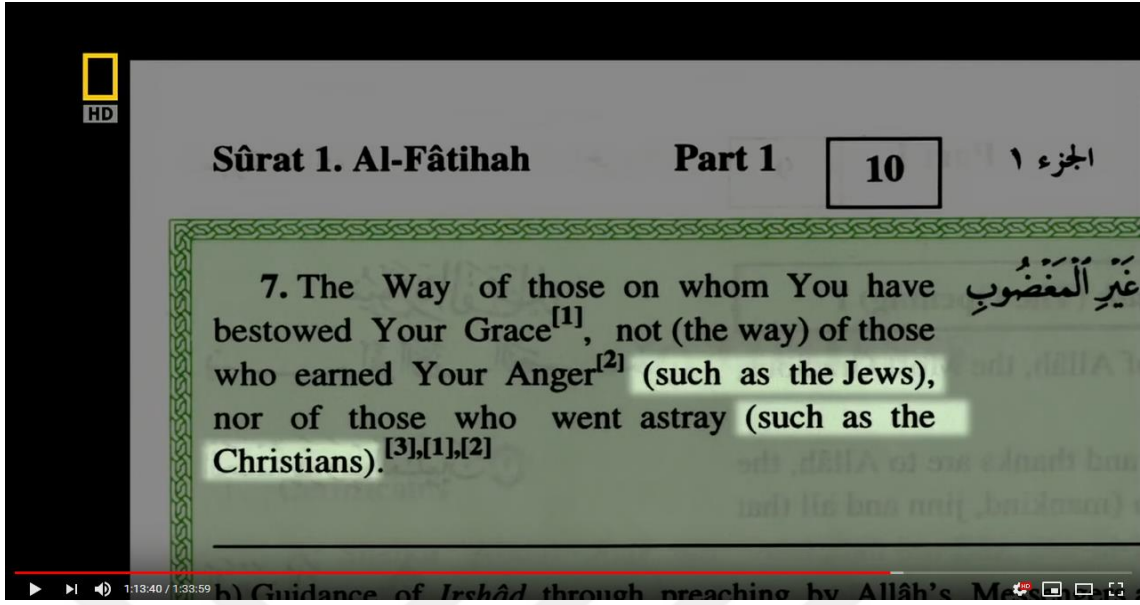 HD
Sûrat 1. Al-Fâtihah Part 1 10 الجزء ١
7. The Way of those on whom You have غَيْرِ ٱلْمَغْضُوبِ
bestowed Your Grace[1], not (the way) of those
who earned Your Anger[2] (such as the Jews),
nor of those who went astray (such as the
Christians).[3],[1],[2]
b) Guidance of Irshâd through preaching by Allâh's
1:13:40 / 1:33:59
HD